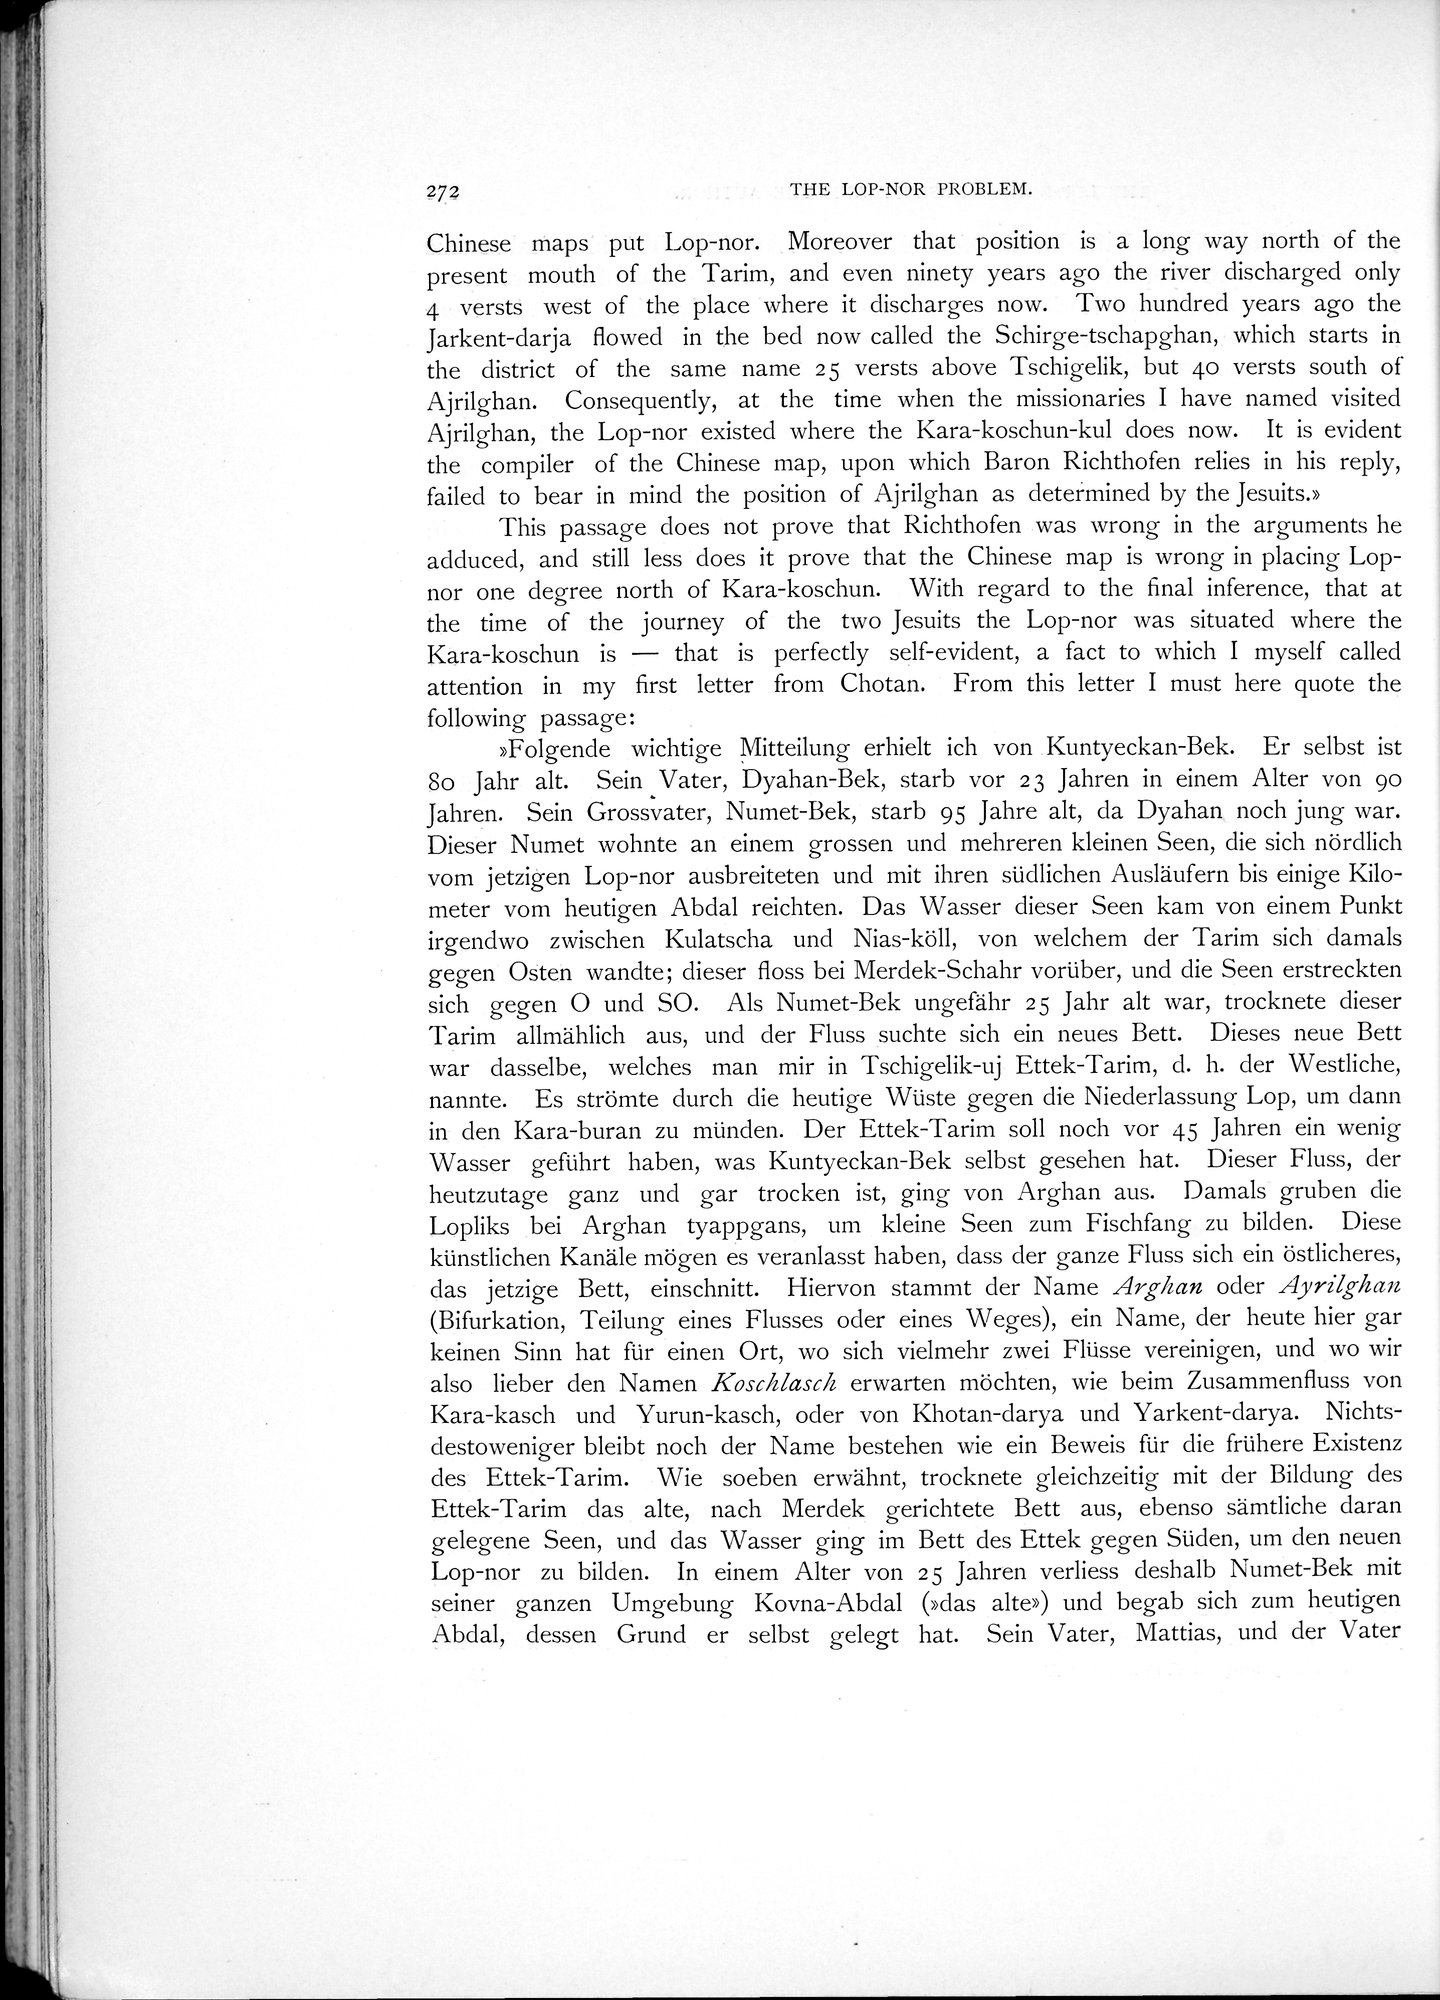 272 THE LOP-NOR PROBLEM.
Chinese maps put Lop-nor. Moreover that position is a long way north of the
present mouth of the Tarim, and even ninety years ago the river discharged only
4 versts west of the place where it discharges now. Two hundred years ago the
Jarkent-darja flowed in the bed now called the Schirge-tschapghan, which starts in
the district of the same name 25 versts above Tschigelik, but 40 versts south of
Ajrilghan. Consequently, at the time when the missionaries I have named visited
Ajrilghan, the Lop-nor existed where the Kara-koschun-kul does now. It is evident
the compiler of the Chinese map, upon which Baron Richthofen relies in his reply,
failed to bear in mind the position of Ajrilghan as determined by the Jesuits.»
This passage does not prove that Richthofen was wrong in the arguments he
adduced, and still less does it prove that the Chinese map is wrong in placing Lop-
nor one degree north of Kara-koschun. With regard to the final inference, that at
the time of the journey of the two Jesuits the Lop-nor was situated where the
Kara-koschun is — that is perfectly self-evident, a fact to which I myself called
attention in my first letter from Chotan. From this letter I must here quote the
following passage:
»Folgende wichtige Mitteilung erhielt ich von Kuntyeckan-Bek. Er selbst ist
80 Jahr alt. Sein Vater, Dyahan-Bek, starb vor 23 Jahren in einem Alter von 90
Jahren. Sein Grossvater, Numet-Bek, starb 95 Jahre alt, da Dyahan noch jung war.
Dieser Numet wohnte an einem grossen und mehreren kleinen Seen, die sich nördlich
vom jetzigen Lop-nor ausbreiteten und mit ihren südlichen Ausläufern bis einige Kilo-
meter vom heutigen Abdal reichten. Das Wasser dieser Seen kam von einem Punkt
irgendwo zwischen Kulatscha und Nias-köll, von welchem der Tarim sich damals
gegen Osten wandte; dieser floss bei Merdek-Schahr vorüber, und die Seen erstreckten
sich gegen O und SO. Als Numet-Bek ungefähr 25 Jahr alt war, trocknete dieser
Tarim allmählich aus, und der Fluss suchte sich ein neues Bett. Dieses neue Bett
war dasselbe, welches man mir in Tschigelik-uj Ettek-Tarim, d. h. der Westliche,
nannte. Es strömte durch die heutige Wüste gegen die Niederlassung Lop, um dann
in den Kara-buran zu münden. Der Ettek-Tarim soll noch vor 45 Jahren ein wenig
Wasser geführt haben, was Kuntyeckan-Bek selbst gesehen hat. Dieser Fluss, der
heutzutage ganz und gar trocken ist, ging von Arghan aus. Damals gruben die
Lopliks bei Arghan tyappgans, um kleine Seen zum Fischfang zu bilden. Diese
künstlichen Kanäle mögen es veranlasst haben, dass der ganze Fluss sich ein östlicheres,
das jetzige Bett, einschnitt. Hiervon stammt der Name Arghan oder Ayrilghan
(Bifurkation, Teilung eines Flusses oder eines Weges), ein Name, der heute hier gar
keinen Sinn hat für einen Ort, wo sich vielmehr zwei Flüsse vereinigen, und wo wir
also lieber den Namen Koschlasch erwarten möchten, wie beim Zusammenfluss von
Kara-kasch und Yurun-kasch, oder von Khotan-darya und Yarkent-darya. Nichts-
destoweniger bleibt noch der Name bestehen wie ein Beweis für die frühere Existenz
des Ettek-Tarim. Wie soeben erwähnt, trocknete gleichzeitig mit der Bildung des
Ettek-Tarim das alte, nach Merdek gerichtete Bett aus, ebenso sämtliche daran
gelegene Seen, und das Wasser ging im Bett des Ettek gegen Süden, um den neuen
Lop-nor zu bilden. In einem Alter von 25 Jahren verliess deshalb Numet-Bek mit
seiner ganzen Umgebung Kovna-Abdal (»das alte») und begab sich zum heutigen
Abdal, dessen Grund er selbst gelegt hat. Sein Vater, Mattias, und der Vater